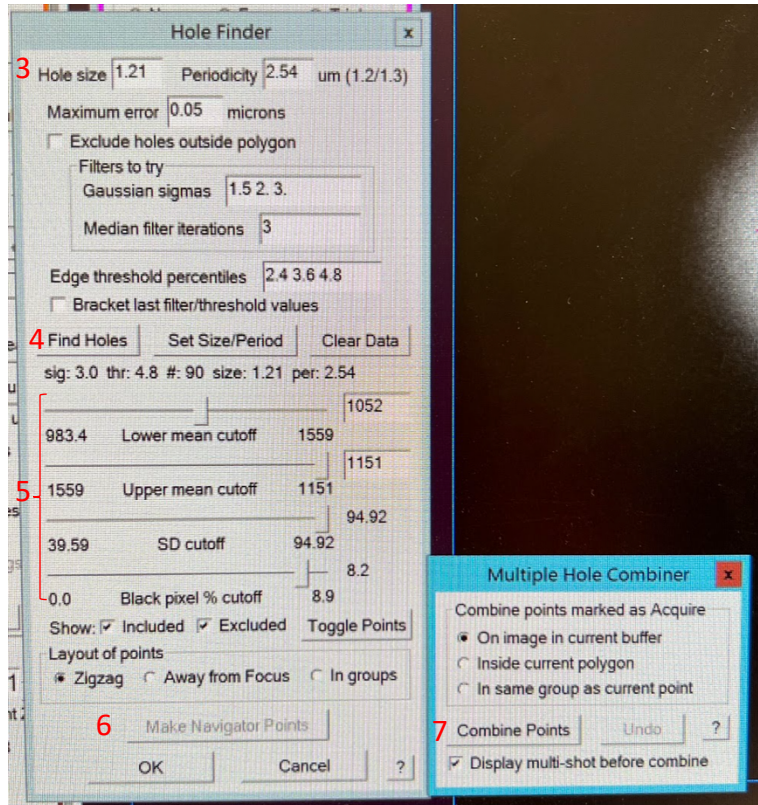 Hole Finder x
3 Hole size 1.21 Periodicity 2.54 um (1.2/1.3)
Maximum error 0.05 microns
Exclude holes outside polygon
Filters to try
Gaussian sigmas 1.5 2. 3.
Median filter iterations 3
Edge threshold percentiles 2.4 3.6 4.8
Bracket last filter/threshold values
4 Find Holes Set Size/Period Clear Data
sig: 3.0 thr: 4.8 #: 90 size: 1.21 per: 2.54
1052
983.4 Lower mean cutoff 1559
1151
5 1559 Upper mean cutoff 1151
94.92
39.59 SD cutoff 94.92
8.2
0.0 Black pixel % cutoff 8.9
Show: Included Excluded Toggle Points
Layout of points
Zigzag Away from Focus In groups
6 Make Navigator Points
OK Cancel ?
Multiple Hole Combiner x
Combine points marked as Acquire
On image in current buffer
Inside current polygon
In same group as current point
7 Combine Points Undo ?
Display multi-shot before combine